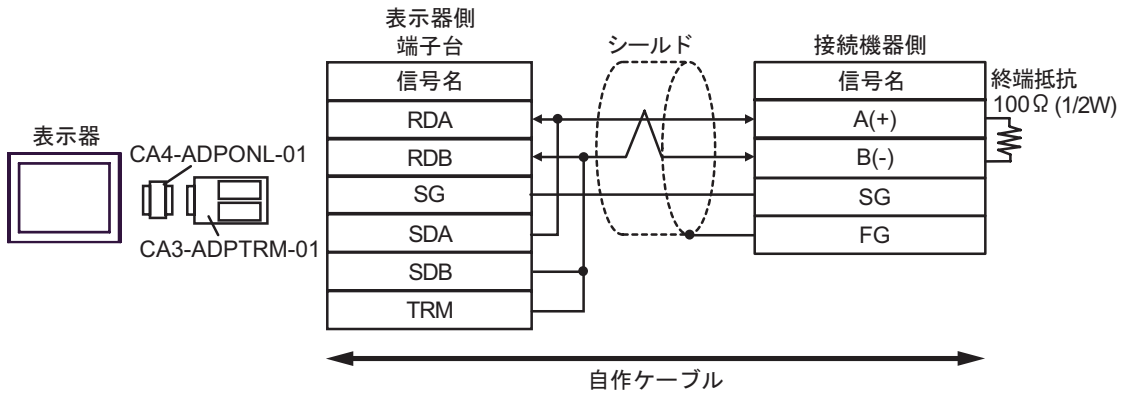 表示器
CA4-ADPONL-01
CA3-ADPTRM-01
表示器側
端子台
信号名
RDA
RDB
SG
SDA
SDB
TRM
シールド
接続機器側
信号名
A(+)
B(-)
SG
FG
終端抵抗
100Ω (1/2W)
自作ケーブル